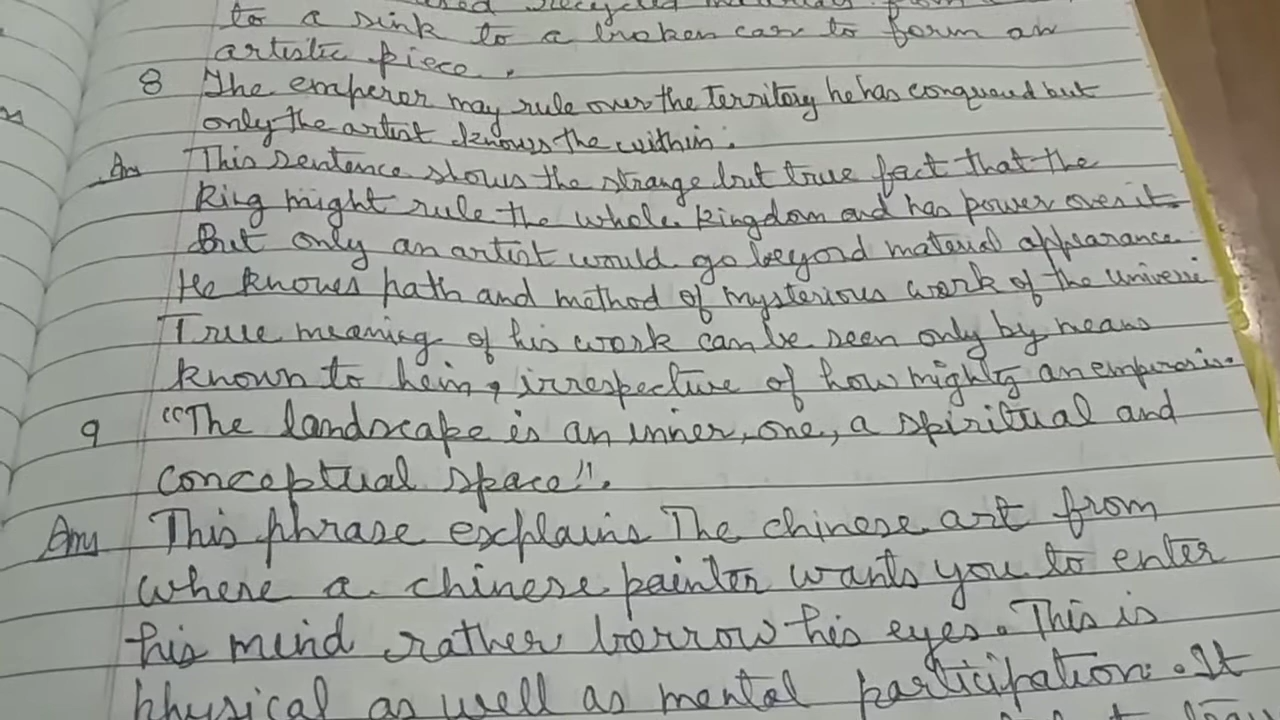 to a sink to a broken car to form an
artistic piece.
8 The emperor may rule over the Territory he has conquered but
only the artist knows the within.
Ans This sentence shows the strange but true fact that the
King might rule the whole kingdom and has power over it.
But only an artist would go beyond material appearance.
He knows path and method of mysterious work of the
True meaning of his work can be seen only by means
known to him, of how mighty an
9 "The landscape is an inner, one, a spiritual and
conceptual space".
Ans This phrase explains The chinese art from
where a chinese painter wants you to enter
his mind rather borrow his eyes. This is
physical as well as mental participation. It